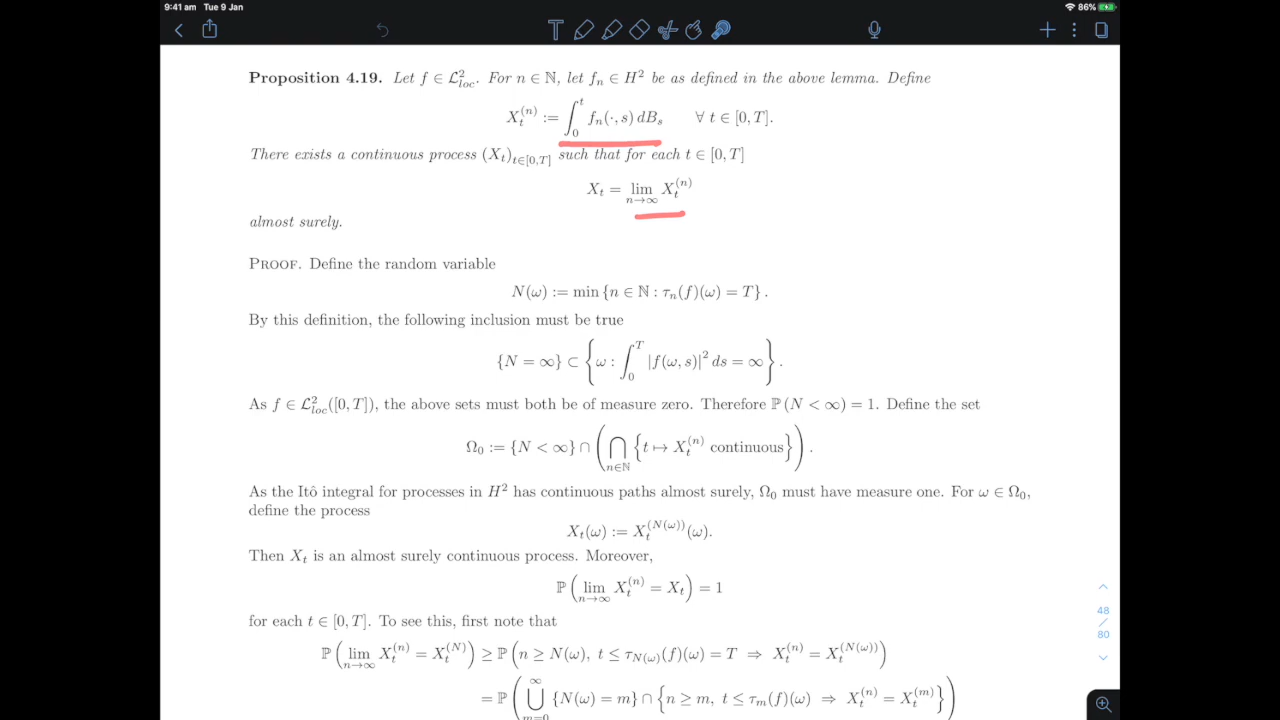 9:41 am Tue 9 Jan
86%
Proposition 4.19. Let f ∈ ℒ²_loc. For n ∈ ℕ, let fₙ ∈ H² be as defined in the above lemma. Define
X_t^{(n)} := ∫_0^t fₙ(·, s) dB_s ∀ t ∈ [0, T].
There exists a continuous process (X_t)_{t∈[0,T]} such that for each t ∈ [0, T]
X_t = lim_{n→∞} X_t^{(n)}
almost surely.
PROOF. Define the random variable
N(ω) := min {n ∈ ℕ : τₙ(f)(ω) = T} .
By this definition, the following inclusion must be true
{N = ∞} ⊂ {ω : ∫_0^T |f(ω, s)|² ds = ∞} .
As f ∈ ℒ²_loc([0, T]), the above sets must both be of measure zero. Therefore ℙ (N < ∞) = 1. Define the set
Ω₀ := {N < ∞} ∩ (⋂_{n∈ℕ} {t ↦ X_t^{(n)} continuous}) .
As the Itô integral for processes in H² has continuous paths almost surely, Ω₀ must have measure one. For ω ∈ Ω₀,
define the process
X_t(ω) := X_t^{(N(ω))}(ω).
Then X_t is an almost surely continuous process. Moreover,
ℙ (lim_{n→∞} X_t^{(n)} = X_t) = 1
for each t ∈ [0, T]. To see this, first note that
ℙ (lim_{n→∞} X_t^{(n)} = X_t^{(N)}) ≥ ℙ (n ≥ N(ω), t ≤ τ_{N(ω)}(f)(ω) = T ⇒ X_t^{(n)} = X_t^{(N(ω))})
= ℙ (⋃_{m=0}^∞ {N(ω) = m} ∩ {n ≥ m, t ≤ τ_m(f)(ω) ⇒ X_t^{(n)} = X_t^{(m)}})
48
/
80